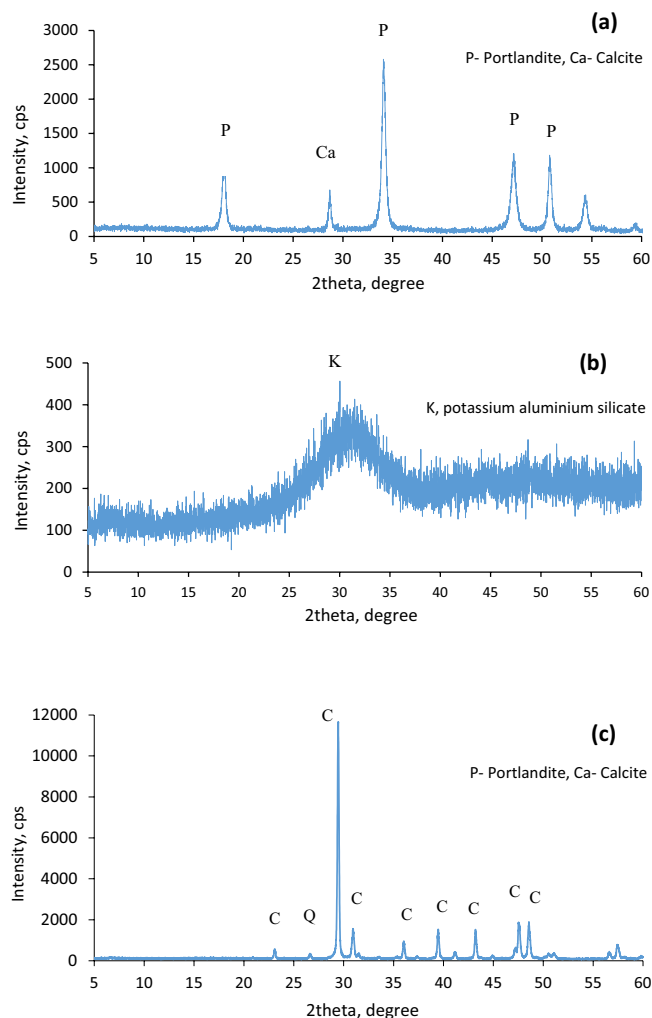 (a)
P- Portlandite, Ca- Calcite
P
P
Ca
P
P
Intensity, cps
3000
2500
2000
1500
1000
500
0
5 10 15 20 25 30 35 40 45 50 55 60
2theta, degree
(b)
K, potassium aluminium silicate
K
Intensity, cps
500
400
300
200
100
0
5 10 15 20 25 30 35 40 45 50 55 60
2theta, degree
(c)
P- Portlandite, Ca- Calcite
C
C
Q
C
C
C
C
C
C
Intensity, cps
12000
10000
8000
6000
4000
2000
0
5 10 15 20 25 30 35 40 45 50 55 60
2theta, degree